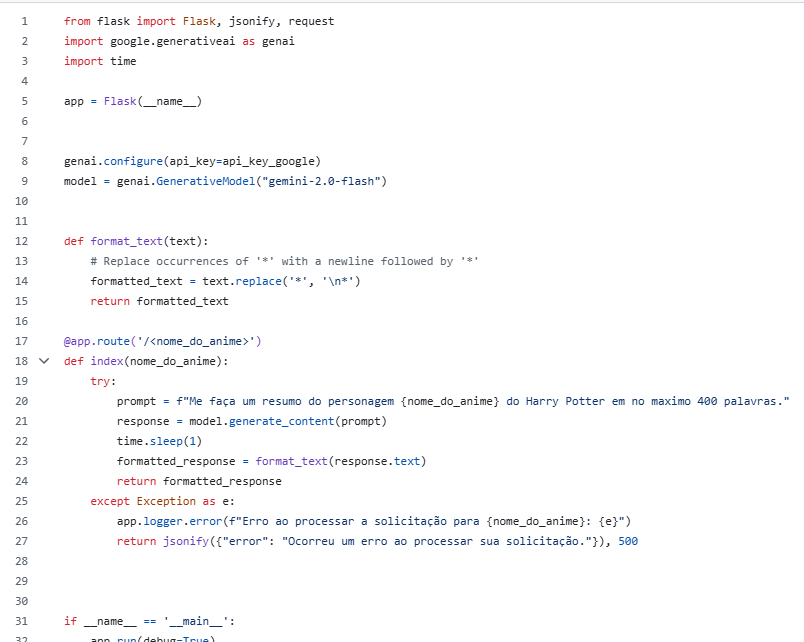 1 from flask import Flask, jsonify, request
2 import google.generativeai as genai
3 import time
4
5 app = Flask(__name__)
6
7
8 genai.configure(api_key=api_key_google)
9 model = genai.GenerativeModel("gemini-2.0-flash")
10
11
12 def format_text(text):
13     # Replace occurrences of '*' with a newline followed by '*'
14     formatted_text = text.replace('*', '\n*')
15     return formatted_text
16
17 @app.route('/<nome_do_anime>')
18 def index(nome_do_anime):
19     try:
20         prompt = f"Me faça um resumo do personagem {nome_do_anime} do Harry Potter em no maximo 400 palavras."
21         response = model.generate_content(prompt)
22         time.sleep(1)
23         formatted_response = format_text(response.text)
24         return formatted_response
25     except Exception as e:
26         app.logger.error(f"Erro ao processar a solicitação para {nome_do_anime}: {e}")
27         return jsonify({"error": "Ocorreu um erro ao processar sua solicitação."}), 500
28
29
30
31 if __name__ == '__main__':
32     app.run(debug=True)